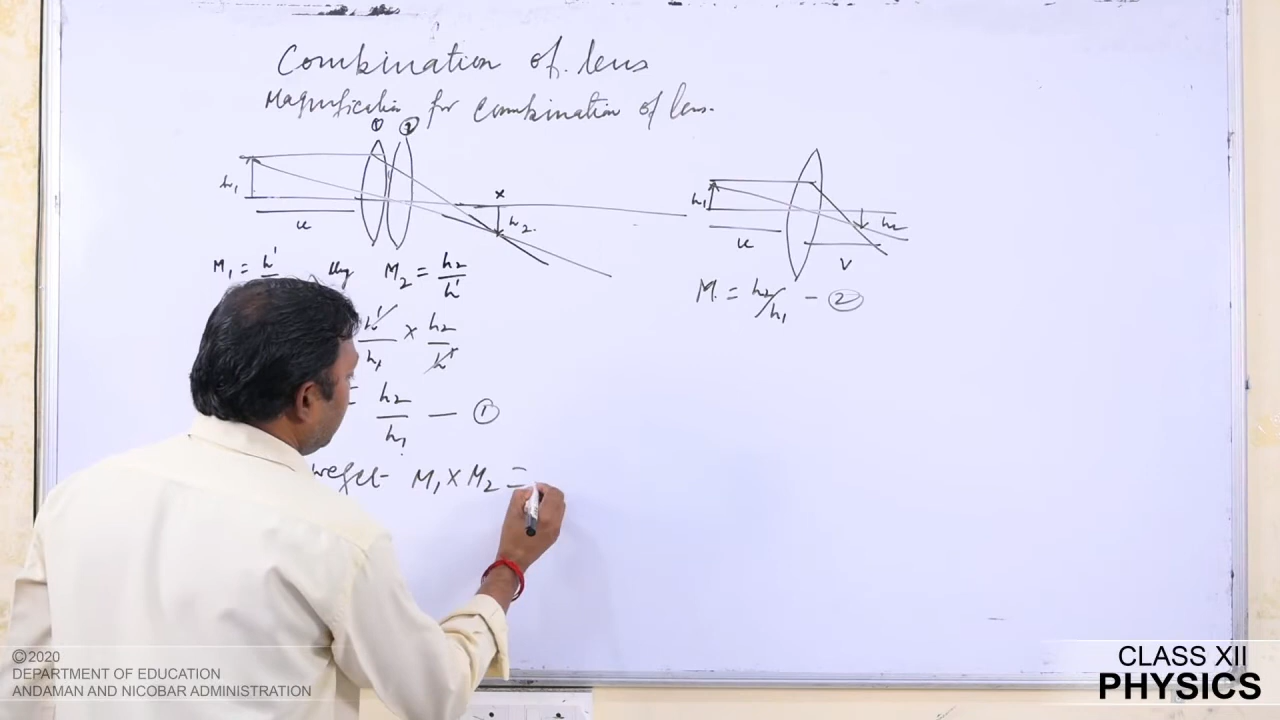 Combination of lens
Magnification for combination of lens.
① ②
h₁
u
x
h₂.
M₁ = h' lly M₂ = h₂/h'
h'/h₁ × h₂/h'
= h₂/h₁ — ①
we get M₁ × M₂ =
h₁
u
h₂
v
M = h₂/h₁ — ②
©2020
DEPARTMENT OF EDUCATION
ANDAMAN AND NICOBAR ADMINISTRATION
CLASS XII
PHYSICS